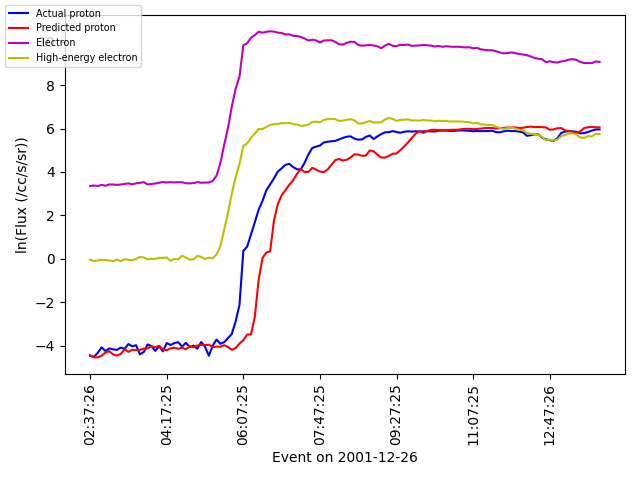 Actual proton
Predicted proton
Electron
High-energy electron
8
6
4
2
0
−2
−4
ln(Flux (/cc/s/sr))
02:37:26
04:17:25
06:07:25
07:47:25
09:27:25
11:07:25
12:47:26
Event on 2001-12-26